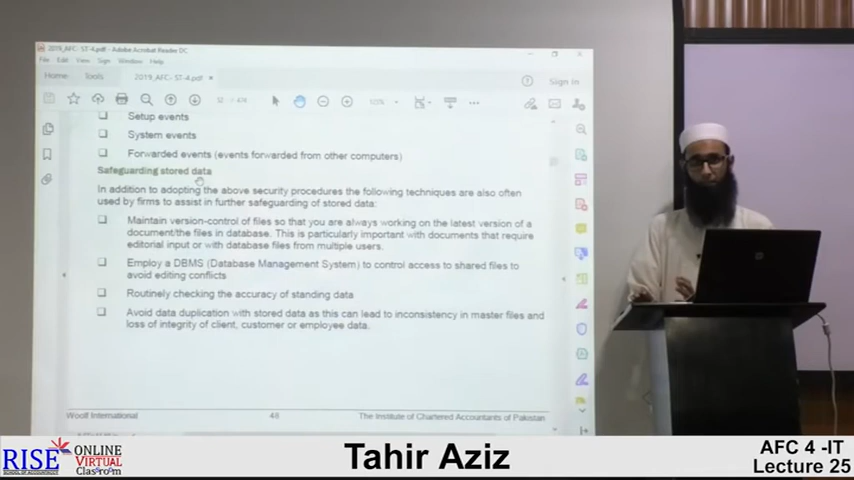 2019_AFC- ST-4.pdf - Adobe Acrobat Reader DC
File Edit View Sign Window Help
Home Tools 2019_AFC- ST-4.pdf × Sign In
Setup events
System events
Forwarded events (events forwarded from other computers)
Safeguarding stored data
In addition to adopting the above security procedures the following techniques are also often
used by firms to assist in further safeguarding of stored data:
Maintain version-control of files so that you are always working on the latest version of a
document/the files in database. This is particularly important with documents that require
editorial input or with database files from multiple users.
Employ a DBMS (Database Management System) to control access to shared files to
avoid editing conflicts
Routinely checking the accuracy of standing data
Avoid data duplication with stored data as this can lead to inconsistency in master files and
loss of integrity of client, customer or employee data.
Woolf International 48 The Institute of Chartered Accountants of Pakistan
RISE
SCHOOL OF ACCOUNTANCY
ONLINE
VIRTUAL
Classroom
Tahir Aziz
AFC 4 -IT
Lecture 25